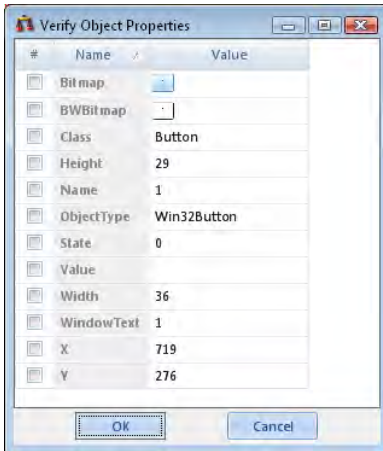 Verify Object Properties
# Name Value
Bitmap
BWBitmap
Class Button
Height 29
Name 1
ObjectType Win32Button
State 0
Value
Width 36
WindowText 1
X 719
Y 276
OK Cancel